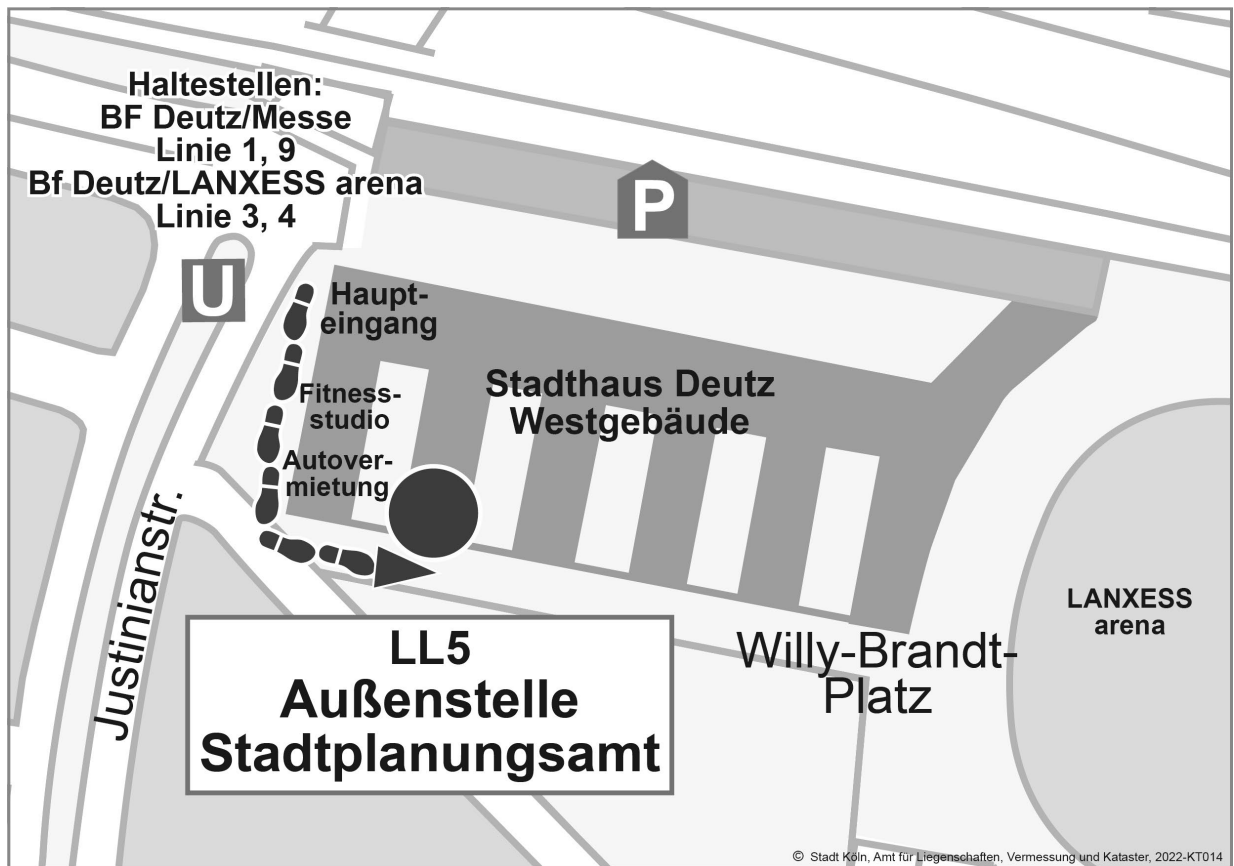 Haltestellen:
BF Deutz/Messe
Linie 1, 9
Bf Deutz/LANXESS arena
Linie 3, 4
P
U
Haupt-
eingang
Stadthaus Deutz
Westgebäude
Fitness-
studio
Autover-
mietung
Justinianstr.
LANXESS
arena
Willy-Brandt-
Platz
LL5
Außenstelle
Stadtplanungsamt
© Stadt Köln, Amt für Liegenschaften, Vermessung und Kataster, 2022-KT014